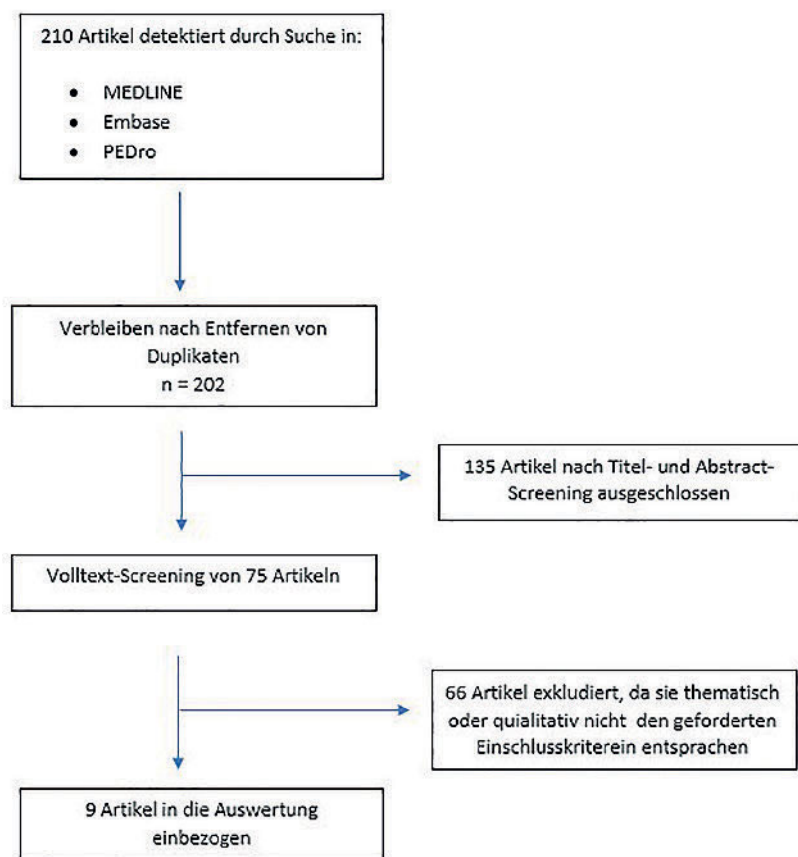 210 Artikel detektiert durch Suche in:
• MEDLINE
• Embase
• PEDro
Verbleiben nach Entfernen von
Duplikaten
n = 202
135 Artikel nach Titel- und Abstract-
Screening ausgeschlossen
Volltext-Screening von 75 Artikeln
66 Artikel exkludiert, da sie thematisch
oder quialitativ nicht den geforderten
Einschlusskriterein entsprachen
9 Artikel in die Auswertung
einbezogen